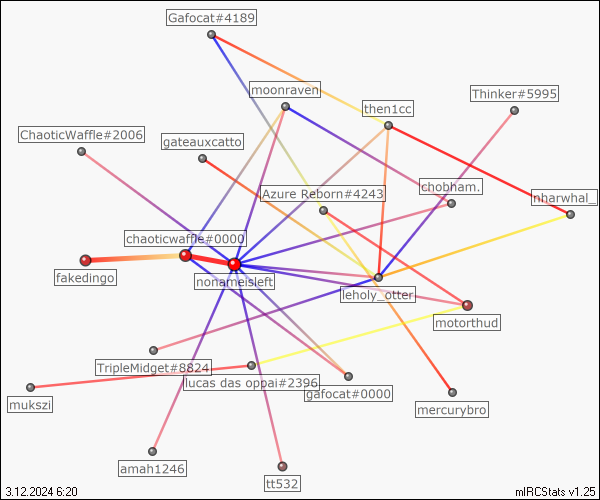 Gafocat#4189
moonraven
Thinker#5995
then1cc
ChaoticWaffle#2006
gateauxcatto
chobham.
Azure Reborn#4243
nharwhal_
chaoticwaffle#0000
fakedingo
nonameisleft
leholy_otter
motorthud
TripleMidget#8824
lucas das oppai#2396
gafocat#0000
mukszi
mercurybro
amah1246
tt532
3.12.2024 6:20
mIRCStats v1.25